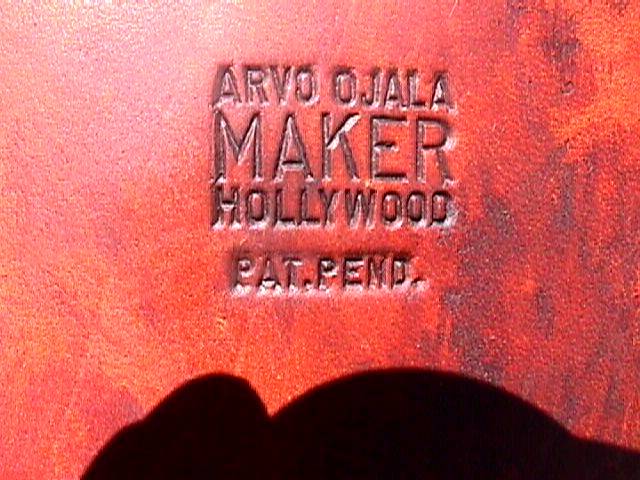 ARVO OJALA
MAKER
HOLLYWOOD
PAT.PEND.